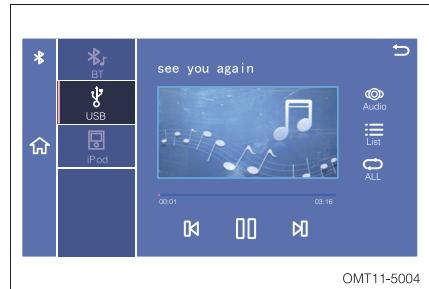 BT
USB
iPod
see you again
Audio
List
ALL
00:01
03:16
OMT11-5004